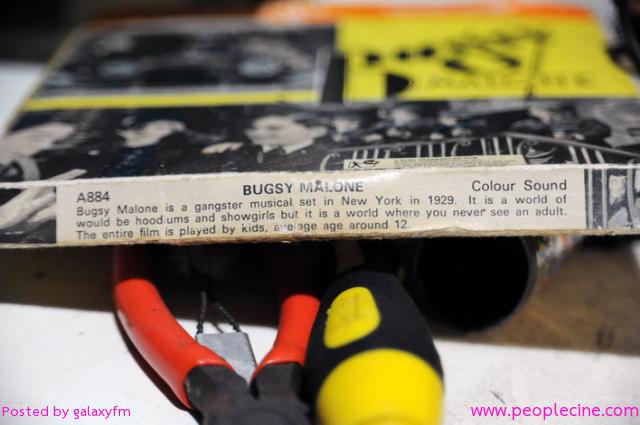 A884 BUGSY MALONE Colour Sound
Bugsy Malone is a gangster musical set in New York in 1929. It is a world of
would be hoodlums and showgirls but it is a world where you never see an adult.
The entire film is played by kids, average age around 12.
Posted by galaxyfm
www.peoplecine.com